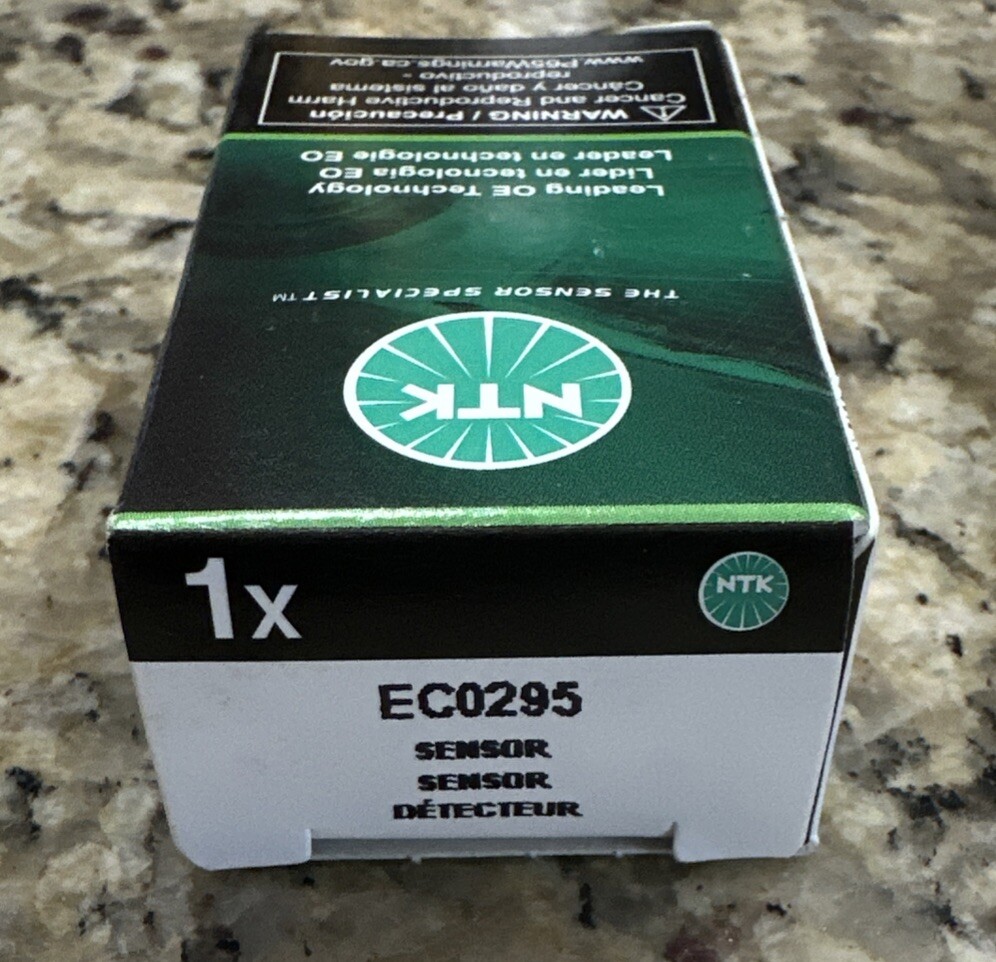 ⚠ WARNING / Precaución
Cancer and Reproductive Harm
Cáncer y daño al sistema
reproductivo -
www.P65Warnings.ca.gov
Leading OE Technology
Líder en tecnología EO
Leader en technologie EO
THE SENSOR SPECIALIST™
NTK
1x
NTK
EC0295
SENSOR
SENSOR
DÉTECTEUR